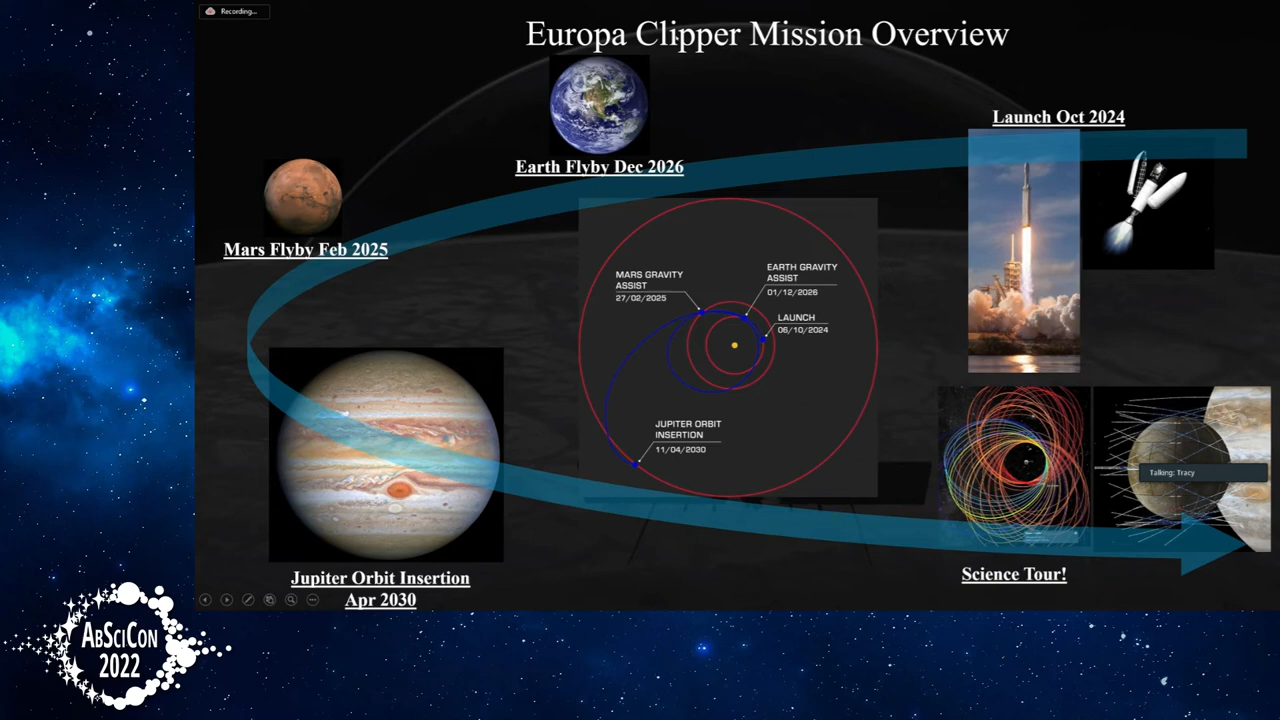 Recording...
Europa Clipper Mission Overview
Launch Oct 2024
Earth Flyby Dec 2026
Mars Flyby Feb 2025
MARS GRAVITY
ASSIST
27/02/2025
EARTH GRAVITY
ASSIST
01/12/2026
LAUNCH
06/10/2024
JUPITER ORBIT
INSERTION
11/04/2030
Talking: Tracy
Science Tour!
Jupiter Orbit Insertion
Apr 2030
ABSCICON
2022